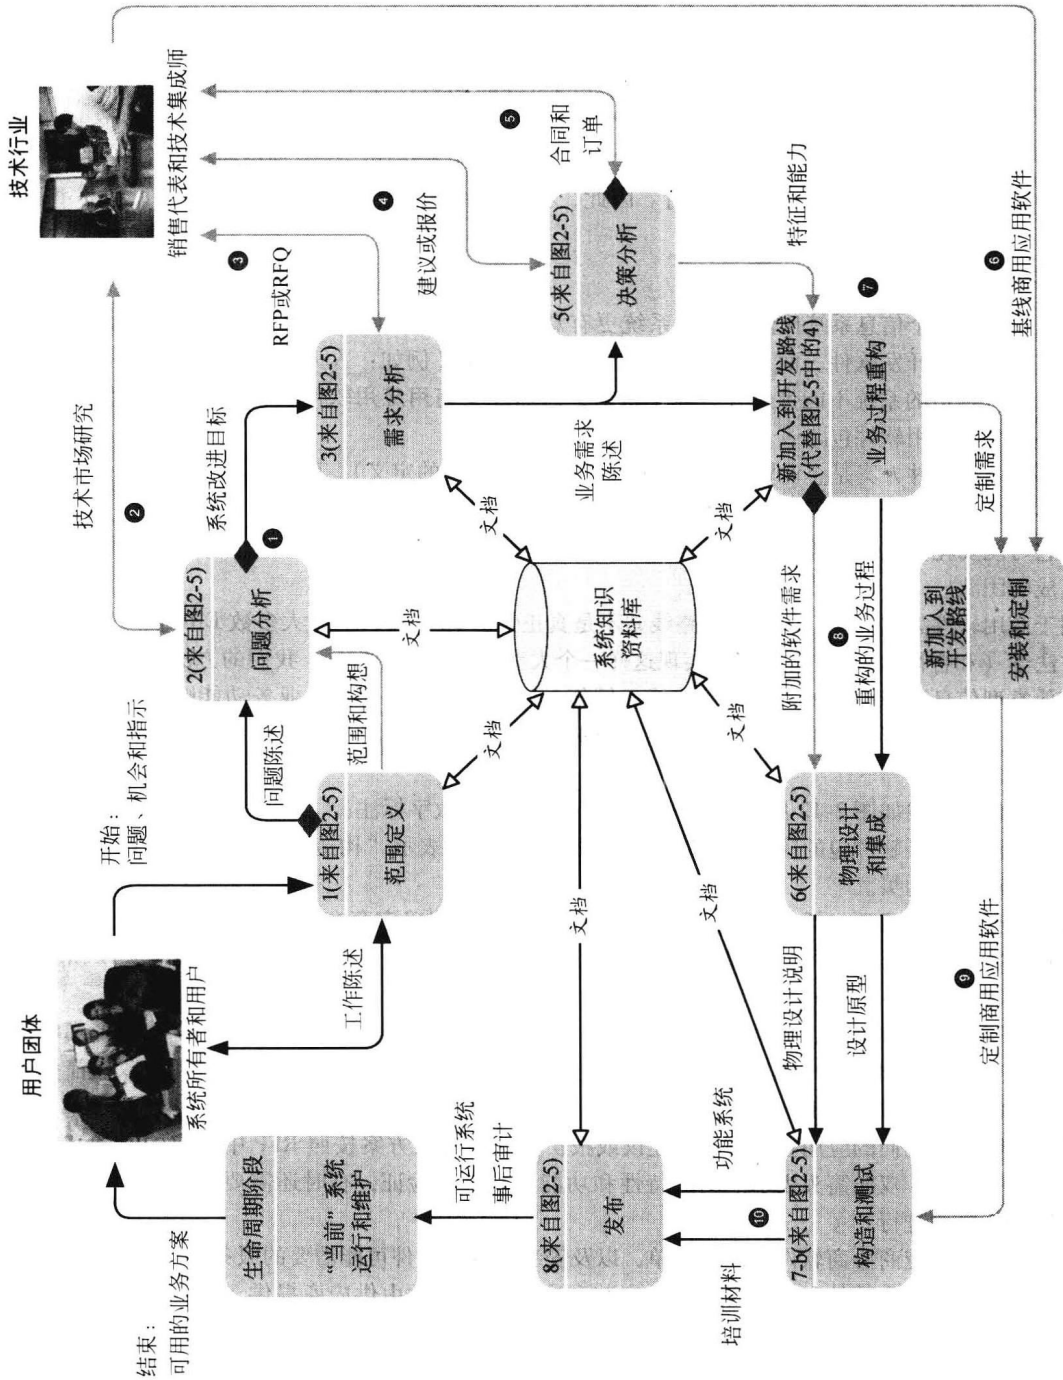 用户团体
系统所有者和用户
技术行业
销售代表和技术集成师
开始：
问题、机会和指示
结束：
可用的业务方案
技术市场研究
❷
❸
RFP或RFQ
❹
建议或报价
❺
合同和
订单
工作陈述
1(来自图2-5)
范围定义
问题陈述
范围和构想
2(来自图2-5)
问题分析
❶
系统改进目标
3(来自图2-5)
需求分析
业务需求
陈述
5(来自图2-5)
决策分析
特征和能力
❻
基线商用应用软件
生命周期阶段
“当前”系统
运行和维护
可运行系统
事后审计
8(来自图2-5)
发布
文档
文档
文档
文档
文档
文档
文档
系统知识
资料库
培训材料
❿
功能系统
7-b(来自图2-5)
构造和测试
物理设计说明
设计原型
6(来自图2-5)
物理设计
和集成
附加的软件需求
❽
重构的业务过程
新加入到开发路线
(代替图2-5中的4)
业务过程重构
❼
定制需求
新加入到
开发路线
安装和定制
❾
定制商用应用软件